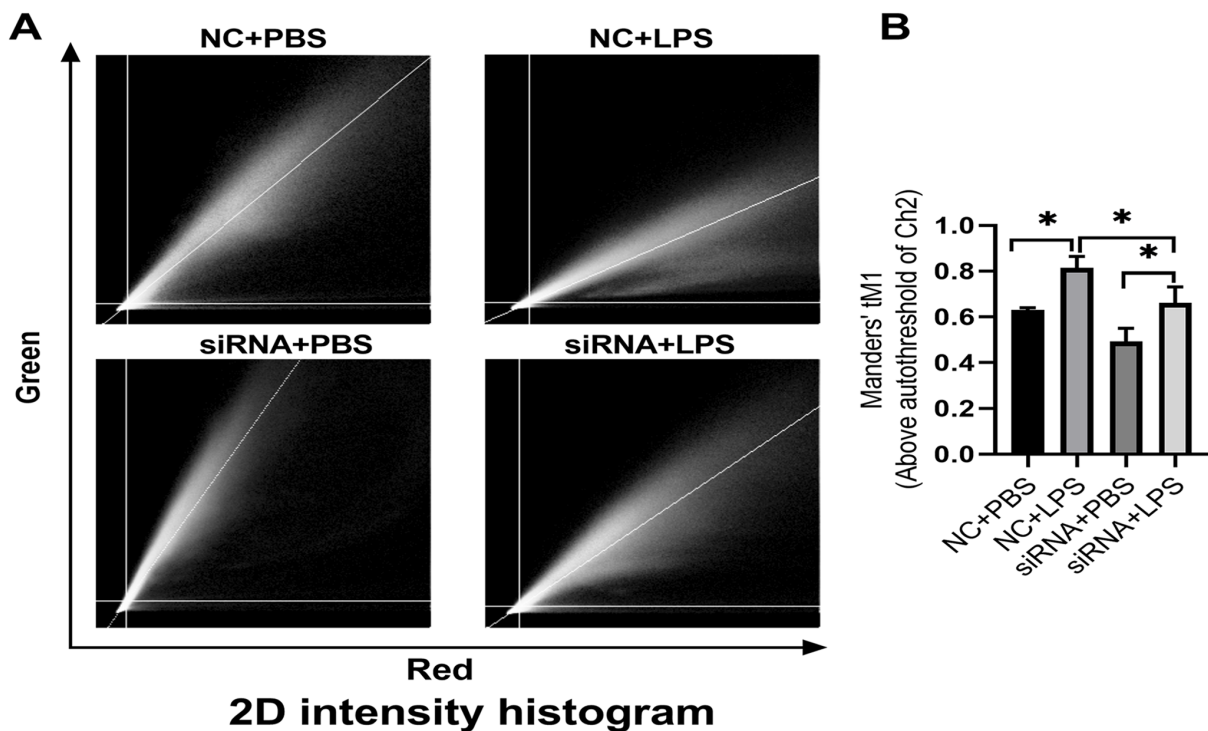 A
B
NC+PBS
NC+LPS
siRNA+PBS
siRNA+LPS
Green
Red
2D intensity histogram
Manders' tM1
(Above autothreshold of Ch2)
1.0
0.8
0.6
0.4
0.2
0.0
*
*
*
NC+PBS
NC+LPS
siRNA+PBS
siRNA+LPS